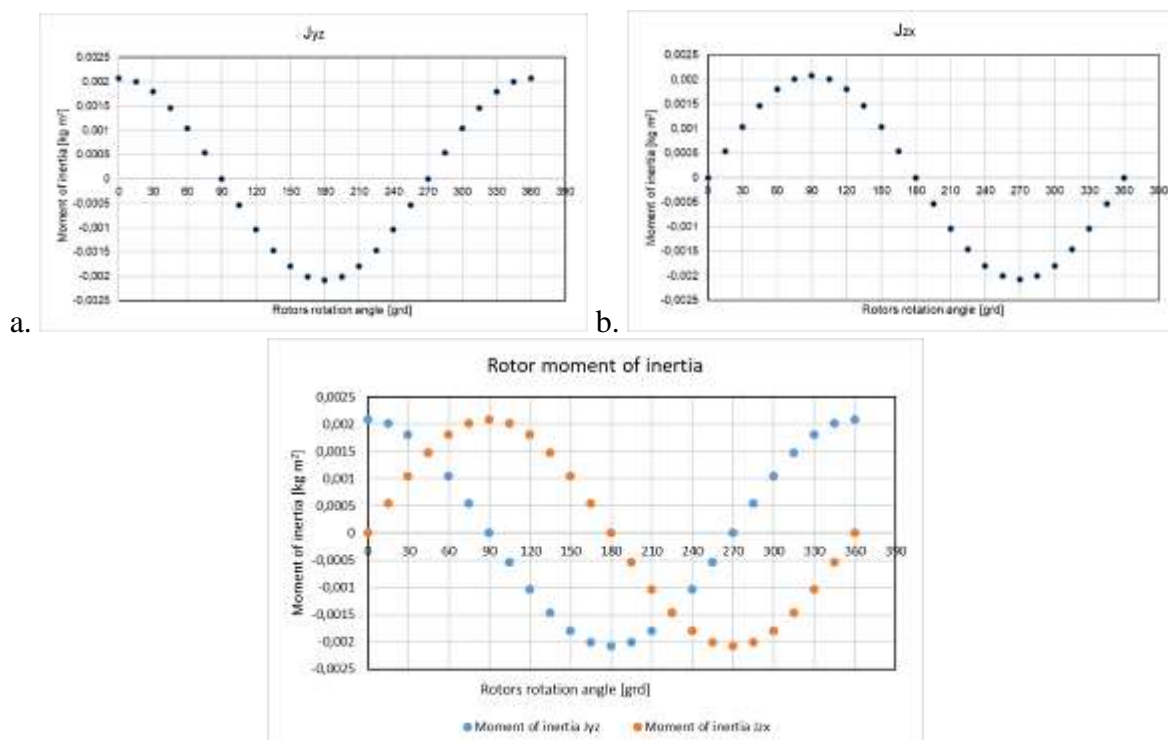 Jyz
0,0025
0,002
0,0015
0,001
0,0005
0
-0,0005
-0,001
-0,0015
-0,002
-0,0025
0 30 60 90 120 150 180 210 240 270 300 330 360 390
Moment of inertia [kg m²]
Rotors rotation angle [grd]
a.
Jzx
0,0025
0,002
0,0015
0,001
0,0005
0
-0,0005
-0,001
-0,0015
-0,002
-0,0025
0 30 60 90 120 150 180 210 240 270 300 330 360 390
Moment of inertia [kg m²]
Rotors rotation angle [grd]
b.
Rotor moment of inertia
0,0025
0,002
0,0015
0,001
0,0005
0
-0,0005
-0,001
-0,0015
-0,002
-0,0025
0 30 60 90 120 150 180 210 240 270 300 330 360 390
Moment of inertia [kg m²]
Rotors rotation angle [grd]
Moment of inertia Jyz Moment of inertia Jzx